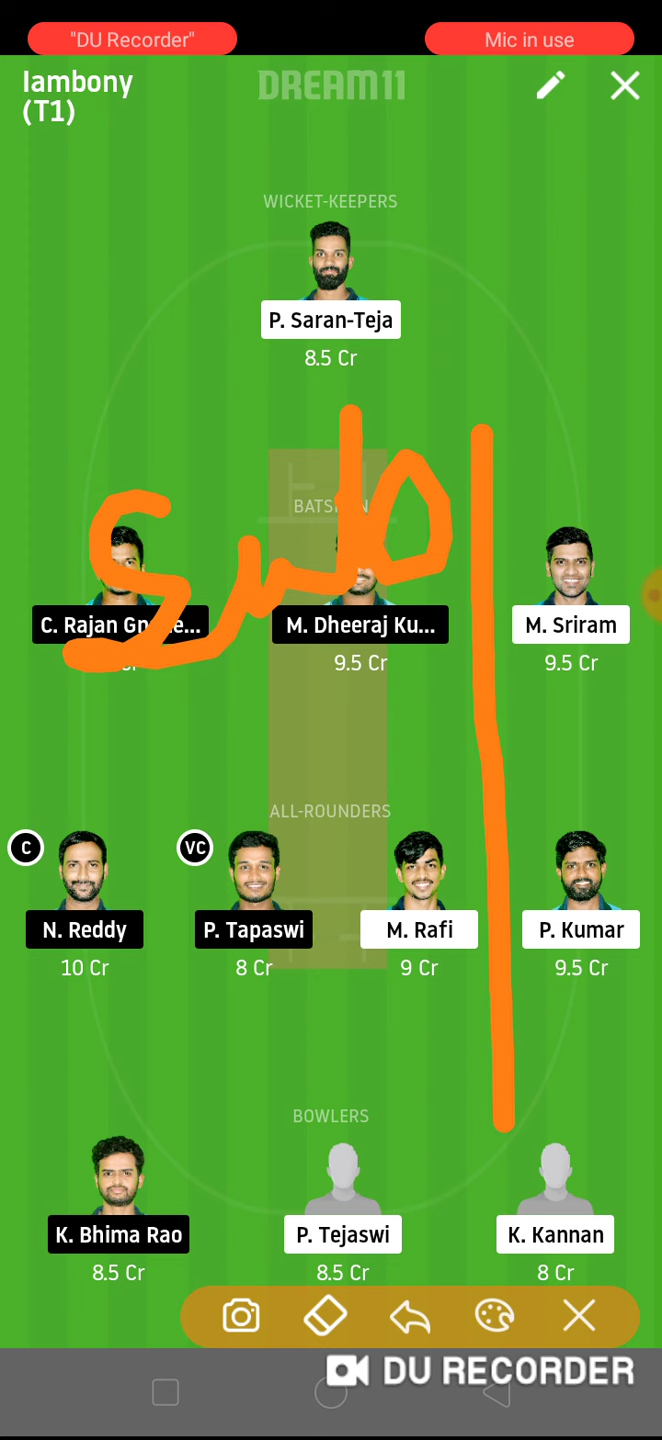 "DU Recorder" Mic in use
Iambony
(T1)
DREAM11
WICKET-KEEPERS
P. Saran-Teja
8.5 Cr
M. Dheeraj Ku...
M. Sriram
9.5 Cr
9.5 Cr
ALL-ROUNDERS
C
VC
N. Reddy
P. Tapaswi
M. Rafi
P. Kumar
10 Cr
8 Cr
9 Cr
9.5 Cr
BOWLERS
K. Bhima Rao
P. Tejaswi
K. Kannan
8.5 Cr
8.5 Cr
8 Cr
DU RECORDER